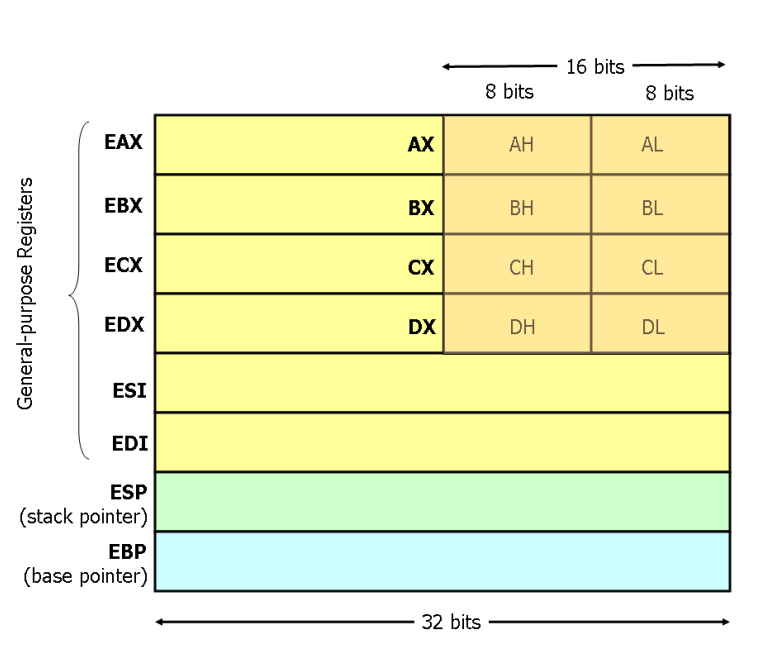 16 bits
8 bits 8 bits
General-purpose Registers
EAX AX AH AL
EBX BX BH BL
ECX CX CH CL
EDX DX DH DL
ESI
EDI
ESP
(stack pointer)
EBP
(base pointer)
32 bits